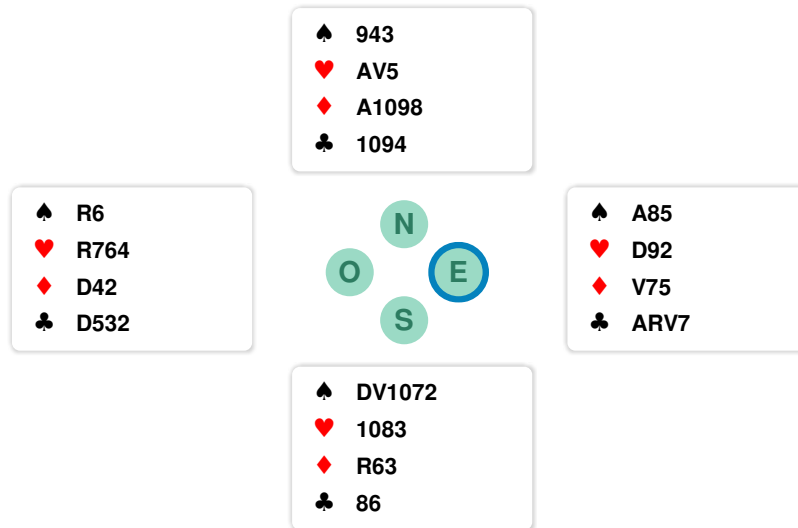 ♠ 943
♥ AV5
♦ A1098
♣ 1094
♠ R6
♥ R764
♦ D42
♣ D532
N
O E
S
♠ A85
♥ D92
♦ V75
♣ ARV7
♠ DV1072
♥ 1083
♦ R63
♣ 86